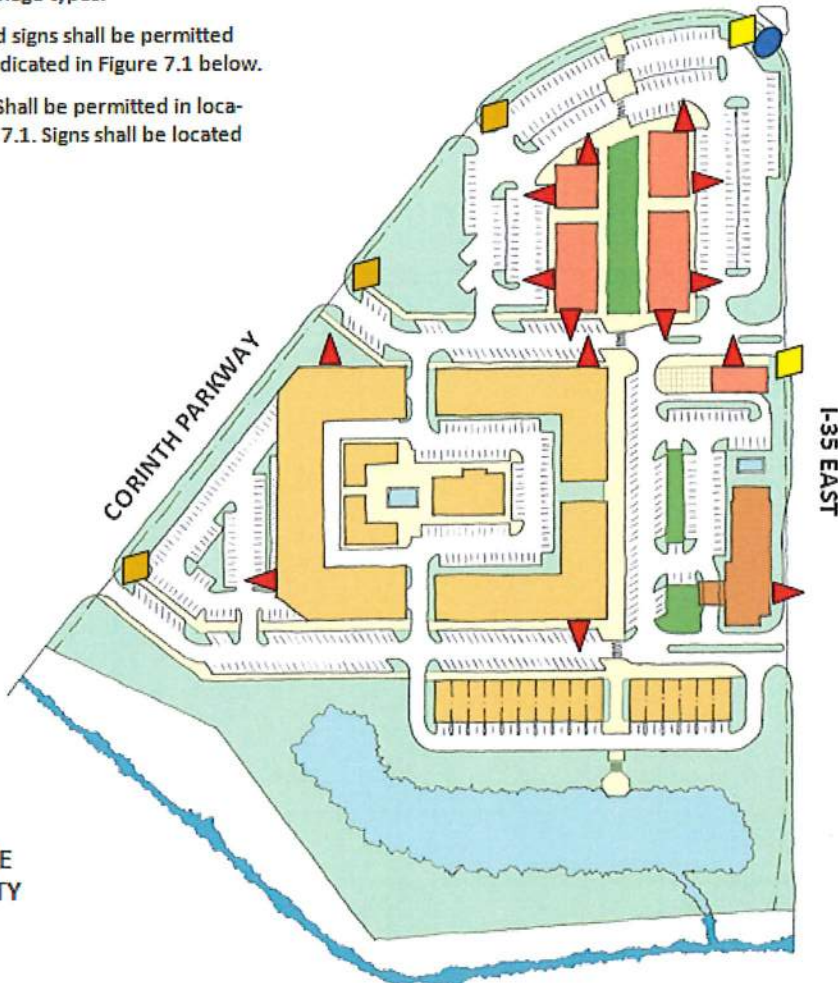 d signs shall be permitted
dicated in Figure 7.1 below.
Shall be permitted in loca-
7.1. Signs shall be located
CORINTH PARKWAY
I-35 EAST
E
TY